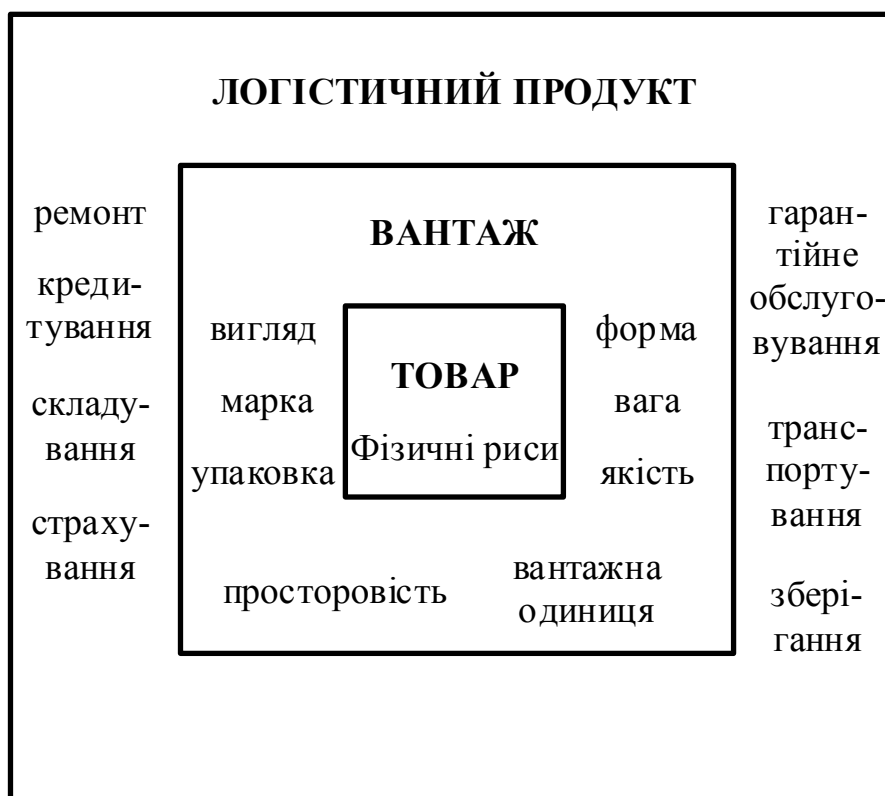 ЛОГІСТИЧНИЙ ПРОДУКТ
ремонт
креди-
тування
складу-
вання
страху-
вання
ВАНТАЖ
вигляд
марка
упаковка
ТОВАР
Фізичні риси
форма
вага
якість
просторовість
вантажна
одиниця
гаран-
тійне
обслуго-
вування
транс-
порту-
вання
збері-
гання